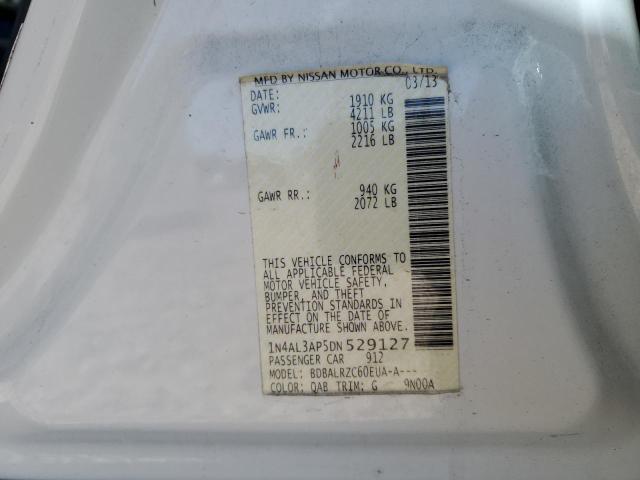 MFD BY NISSAN MOTOR CO., LTD.
DATE: 03/13
GVWR: 1910 KG
4211 LB
GAWR FR.: 1005 KG
2216 LB
GAWR RR.: 940 KG
2072 LB
THIS VEHICLE CONFORMS TO
ALL APPLICABLE FEDERAL
MOTOR VEHICLE SAFETY,
BUMPER, AND THEFT
PREVENTION STANDARDS IN
EFFECT ON THE DATE OF
MANUFACTURE SHOWN ABOVE.
1N4AL3AP5DN 529127
PASSENGER CAR 912
MODEL: BDBALRZC60EUA-A---
COLOR: QAB TRIM: G 9N00A